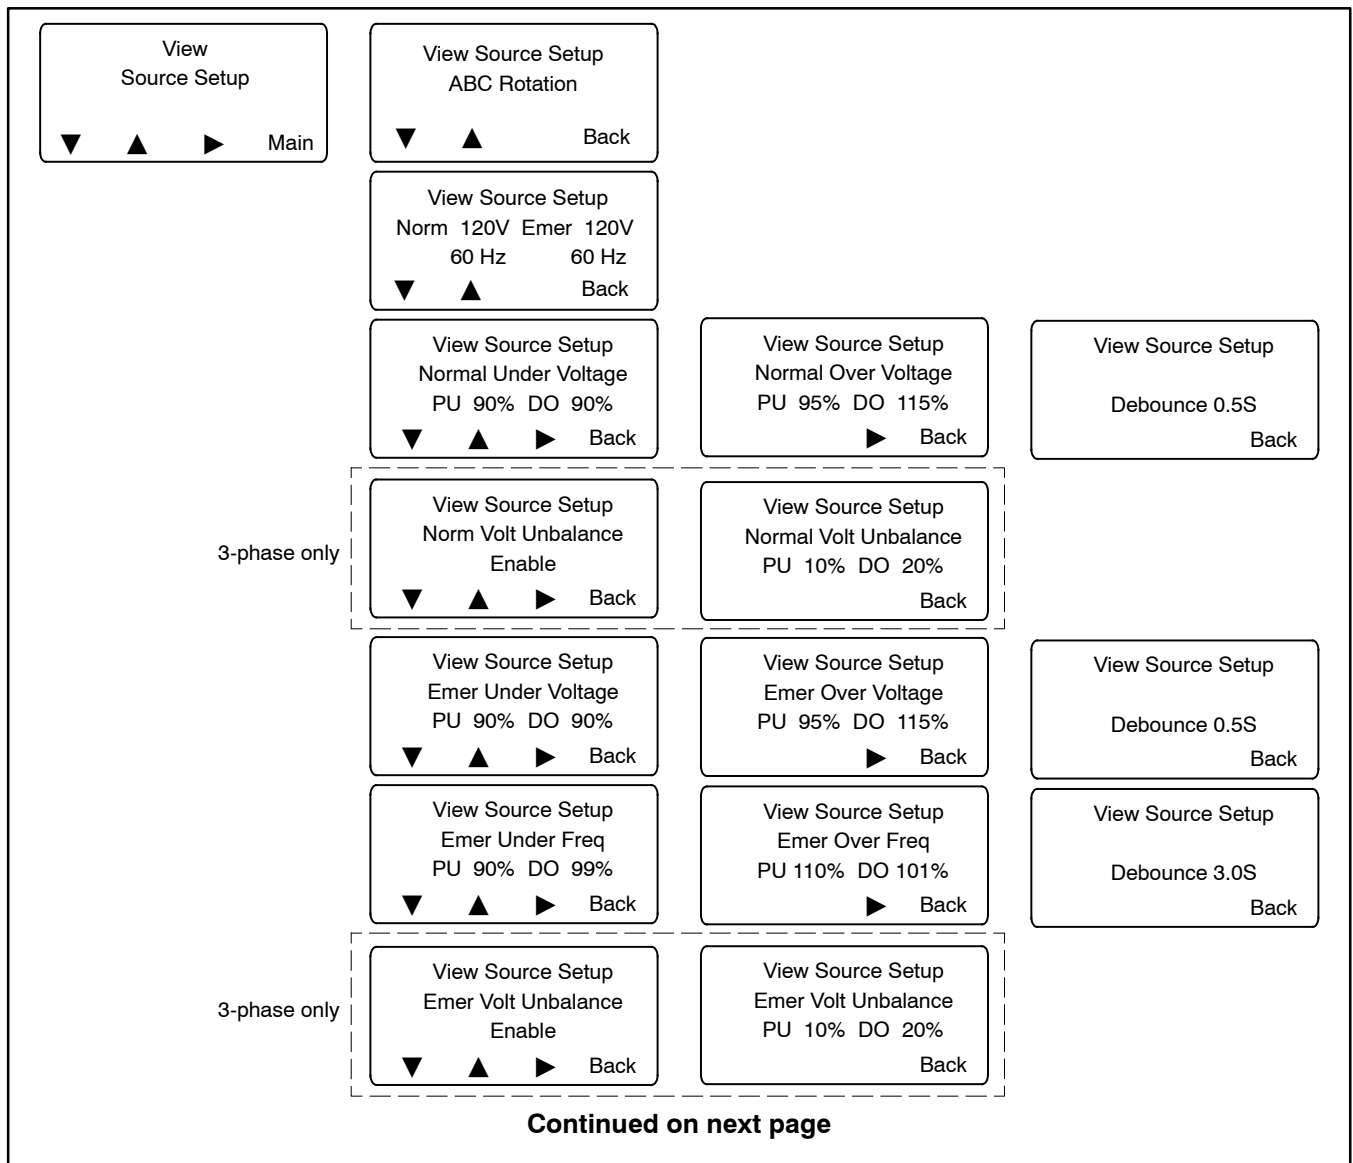 View
Source Setup
▼ ▲ ▶ Main
View Source Setup
ABC Rotation
▼ ▲ Back
View Source Setup
Norm 120V Emer 120V
60 Hz 60 Hz
▼ ▲ Back
View Source Setup
Normal Under Voltage
PU 90% DO 90%
▼ ▲ ▶ Back
View Source Setup
Normal Over Voltage
PU 95% DO 115%
▶ Back
View Source Setup
Debounce 0.5S
Back
3-phase only
View Source Setup
Norm Volt Unbalance
Enable
▼ ▲ ▶ Back
View Source Setup
Normal Volt Unbalance
PU 10% DO 20%
Back
View Source Setup
Emer Under Voltage
PU 90% DO 90%
▼ ▲ ▶ Back
View Source Setup
Emer Over Voltage
PU 95% DO 115%
▶ Back
View Source Setup
Debounce 0.5S
Back
View Source Setup
Emer Under Freq
PU 90% DO 99%
▼ ▲ ▶ Back
View Source Setup
Emer Over Freq
PU 110% DO 101%
▶ Back
View Source Setup
Debounce 3.0S
Back
3-phase only
View Source Setup
Emer Volt Unbalance
Enable
▼ ▲ ▶ Back
View Source Setup
Emer Volt Unbalance
PU 10% DO 20%
Back
Continued on next page